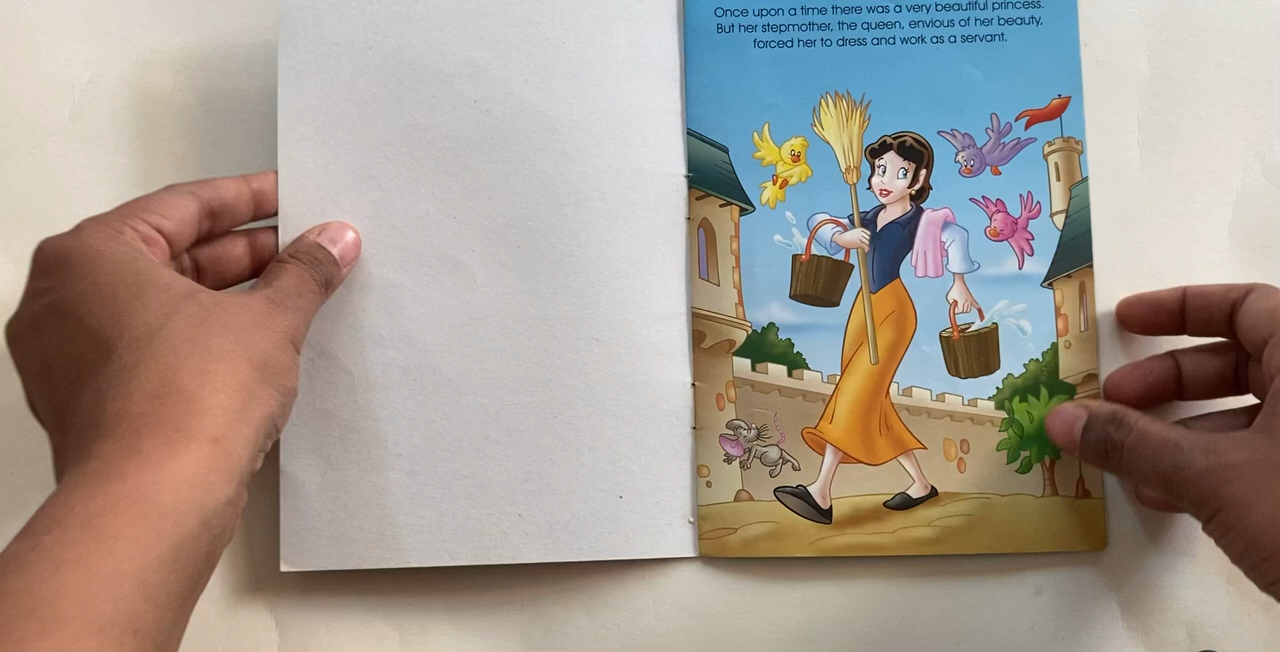 Once upon a time there was a very beautiful princess.
But her stepmother, the queen, envious of her beauty,
forced her to dress and work as a servant.